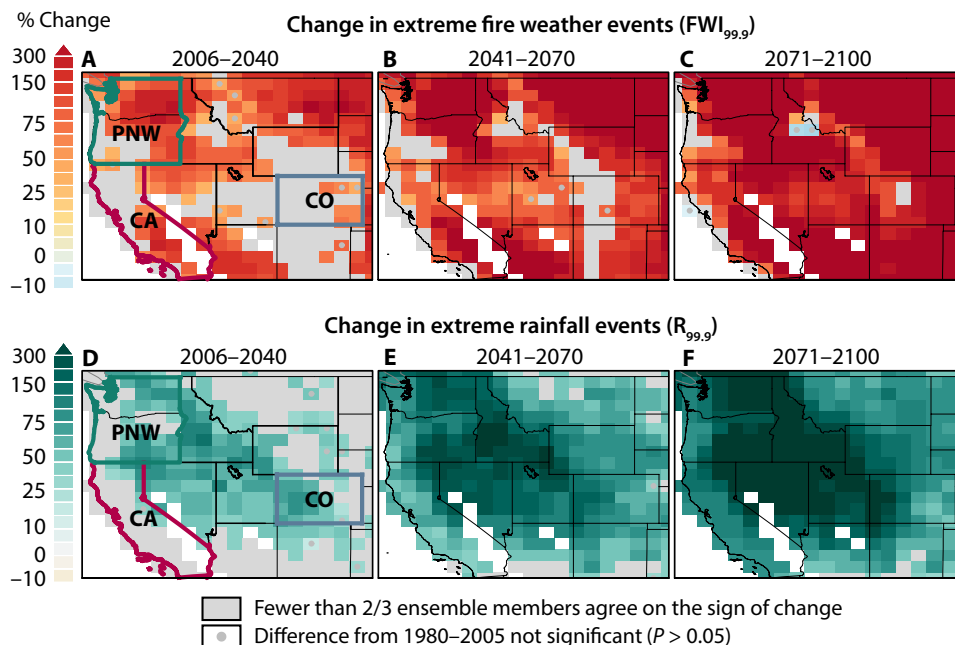 % Change
Change in extreme fire weather events (FWI99.9)
A 2006–2040
B 2041–2070
C 2071–2100
300
150
75
50
25
10
0
−10
PNW
CA
CO
Change in extreme rainfall events (R99.9)
D 2006–2040
E 2041–2070
F 2071–2100
300
150
75
50
25
10
0
−10
PNW
CA
CO
Fewer than 2/3 ensemble members agree on the sign of change
Difference from 1980–2005 not significant (P > 0.05)